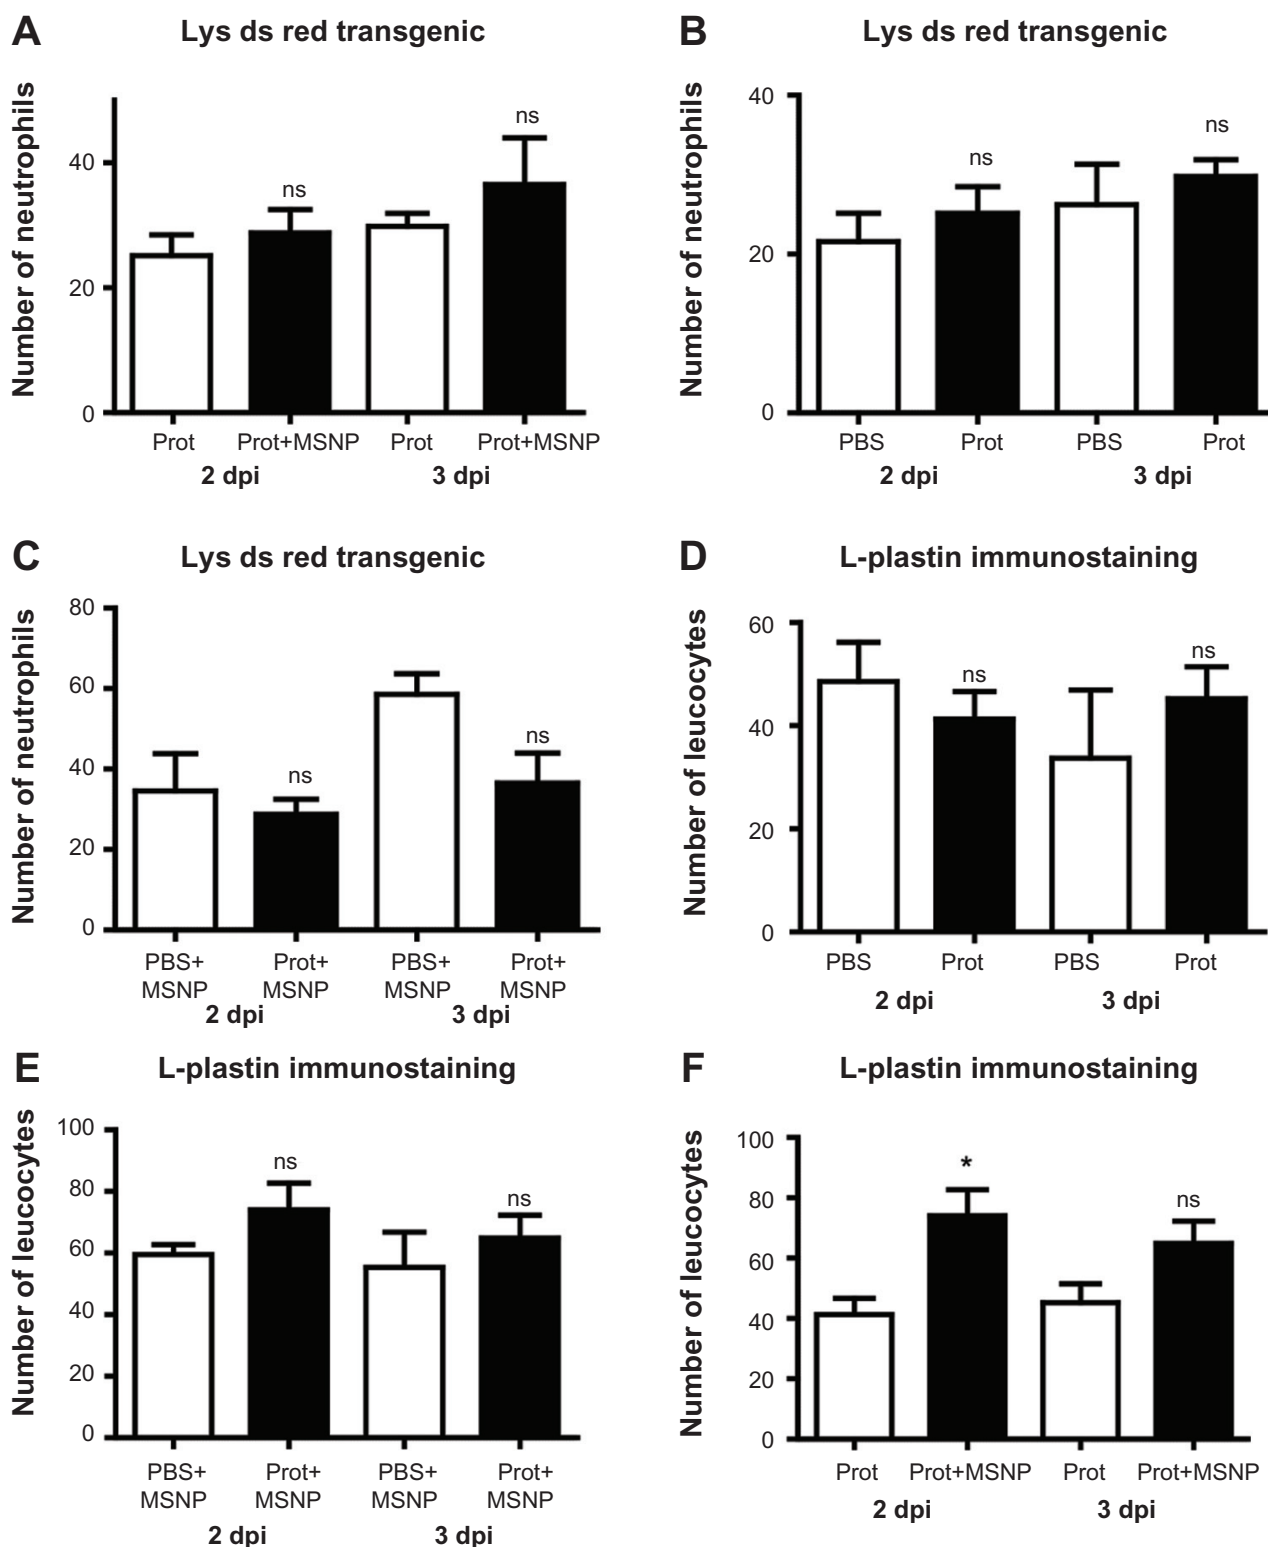 A
Lys ds red transgenic
Number of neutrophils
40
20
0
ns
ns
Prot
Prot+MSNP
Prot
Prot+MSNP
2 dpi
3 dpi
B
Lys ds red transgenic
Number of neutrophils
40
20
0
ns
ns
PBS
Prot
PBS
Prot
2 dpi
3 dpi
C
Lys ds red transgenic
Number of neutrophils
80
60
40
20
0
ns
ns
PBS+
MSNP
Prot+
MSNP
PBS+
MSNP
Prot+
MSNP
2 dpi
3 dpi
D
L-plastin immunostaining
Number of leucocytes
60
40
20
0
ns
ns
PBS
Prot
PBS
Prot
2 dpi
3 dpi
E
L-plastin immunostaining
Number of leucocytes
100
80
60
40
20
0
ns
ns
PBS+
MSNP
Prot+
MSNP
PBS+
MSNP
Prot+
MSNP
2 dpi
3 dpi
F
L-plastin immunostaining
Number of leucocytes
100
80
60
40
20
0
*
ns
Prot
Prot+MSNP
Prot
Prot+MSNP
2 dpi
3 dpi